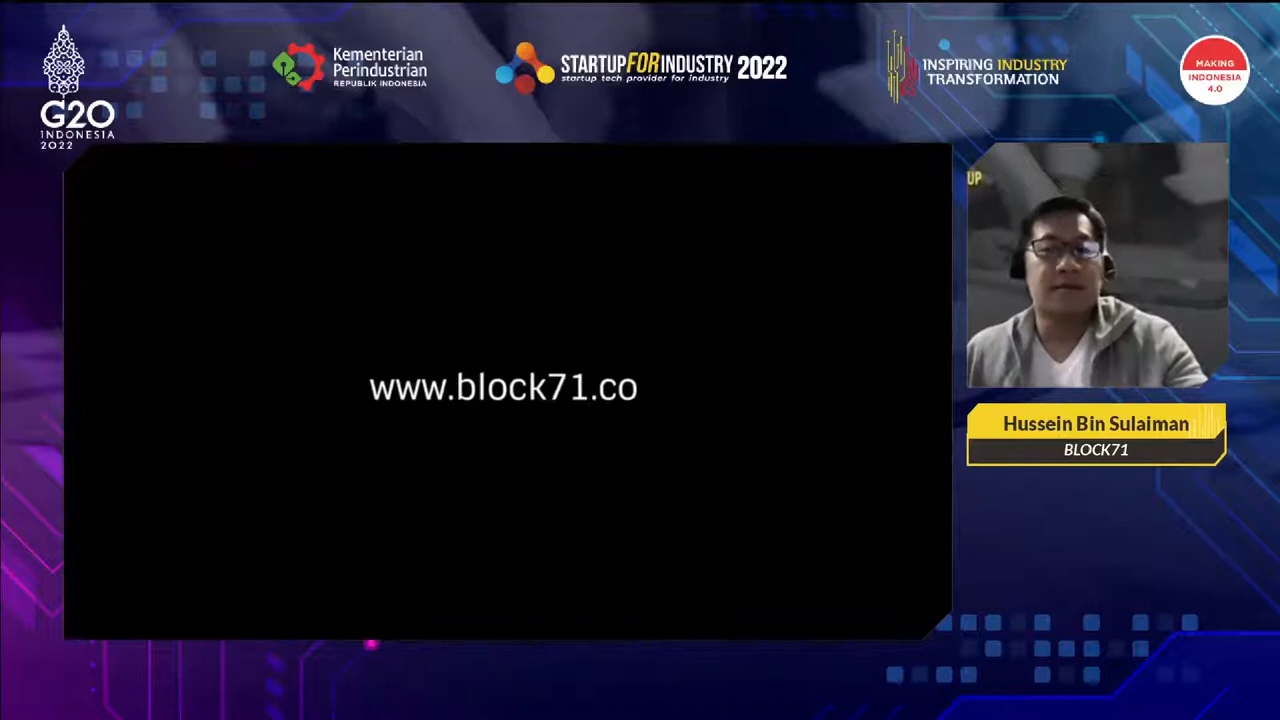 G20
INDONESIA
2022
Kementerian
Perindustrian
REPUBLIK INDONESIA
STARTUPFORINDUSTRY 2022
startup tech provider for industry
INSPIRING INDUSTRY
TRANSFORMATION
MAKING
INDONESIA
4.0
UP
www.block71.co
Hussein Bin Sulaiman
BLOCK71